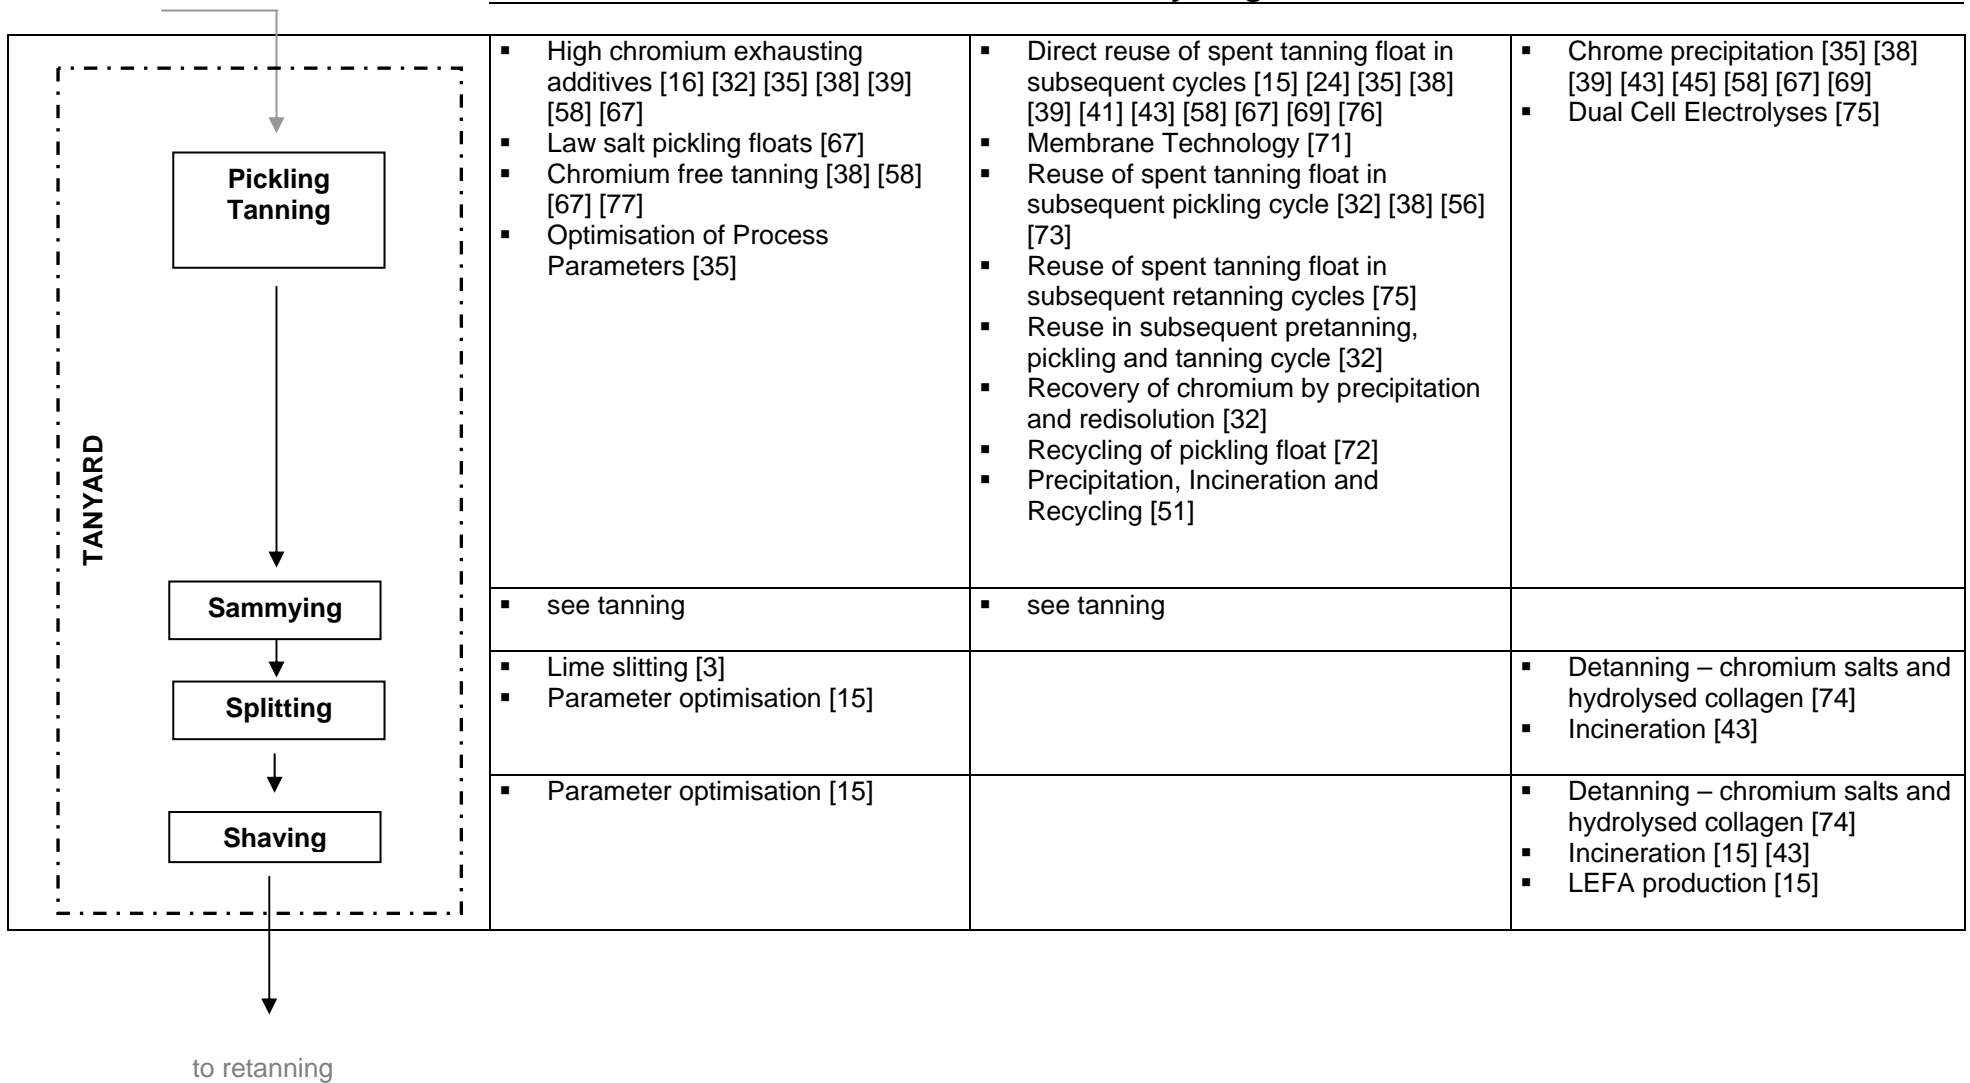 Pickling
Tanning
TANYARD
Sammying
Splitting
Shaving
to retanning
▪ High chromium exhausting
additives [16] [32] [35] [38] [39]
[58] [67]
▪ Law salt pickling floats [67]
▪ Chromium free tanning [38] [58]
[67] [77]
▪ Optimisation of Process
Parameters [35]
▪ Direct reuse of spent tanning float in
subsequent cycles [15] [24] [35] [38]
[39] [41] [43] [58] [67] [69] [76]
▪ Membrane Technology [71]
▪ Reuse of spent tanning float in
subsequent pickling cycle [32] [38] [56]
[73]
▪ Reuse of spent tanning float in
subsequent retanning cycles [75]
▪ Reuse in subsequent pretanning,
pickling and tanning cycle [32]
▪ Recovery of chromium by precipitation
and redisolution [32]
▪ Recycling of pickling float [72]
▪ Precipitation, Incineration and
Recycling [51]
▪ Chrome precipitation [35] [38]
[39] [43] [45] [58] [67] [69]
▪ Dual Cell Electrolyses [75]
▪ see tanning
▪ see tanning
▪ Lime slitting [3]
▪ Parameter optimisation [15]
▪ Detanning – chromium salts and
hydrolysed collagen [74]
▪ Incineration [43]
▪ Parameter optimisation [15]
▪ Detanning – chromium salts and
hydrolysed collagen [74]
▪ Incineration [15] [43]
▪ LEFA production [15]